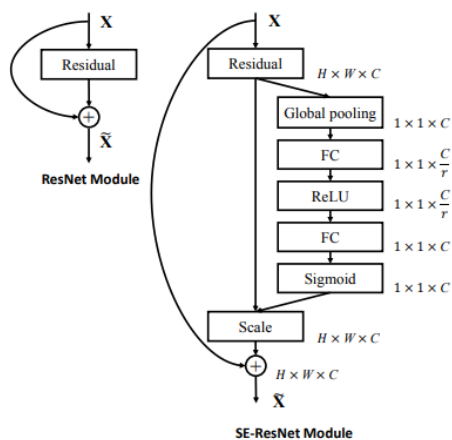 X
Residual
+
X̃
ResNet Module
X
Residual
H × W × C
Global pooling
1 × 1 × C
FC
1 × 1 × C/r
ReLU
1 × 1 × C/r
FC
1 × 1 × C
Sigmoid
1 × 1 × C
Scale
H × W × C
+
H × W × C
X̃
SE-ResNet Module